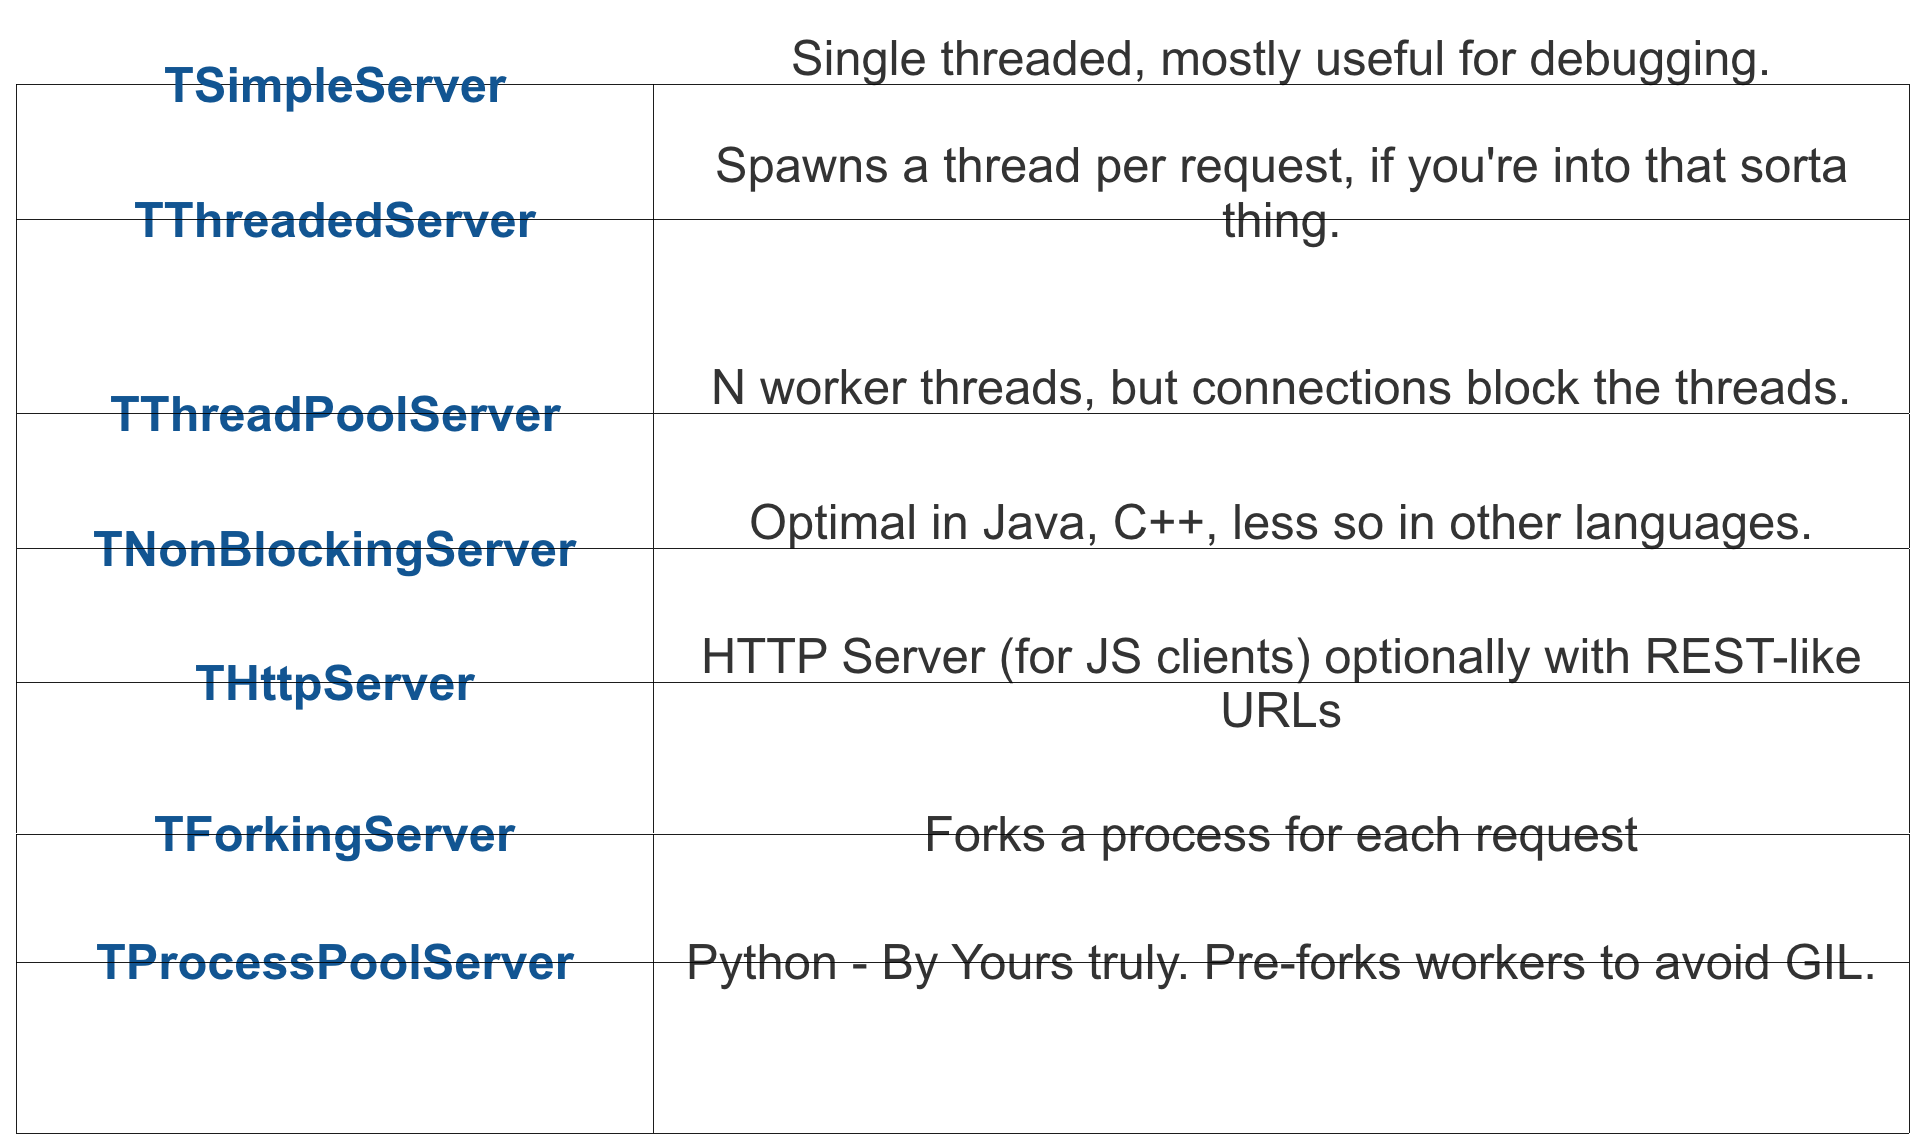 TSimpleServer
Single threaded, mostly useful for debugging.
TThreadedServer
Spawns a thread per request, if you're into that sorta
thing.
TThreadPoolServer
N worker threads, but connections block the threads.
TNonBlockingServer
Optimal in Java, C++, less so in other languages.
THttpServer
HTTP Server (for JS clients) optionally with REST-like
URLs
TForkingServer
Forks a process for each request
TProcessPoolServer
Python - By Yours truly. Pre-forks workers to avoid GIL.